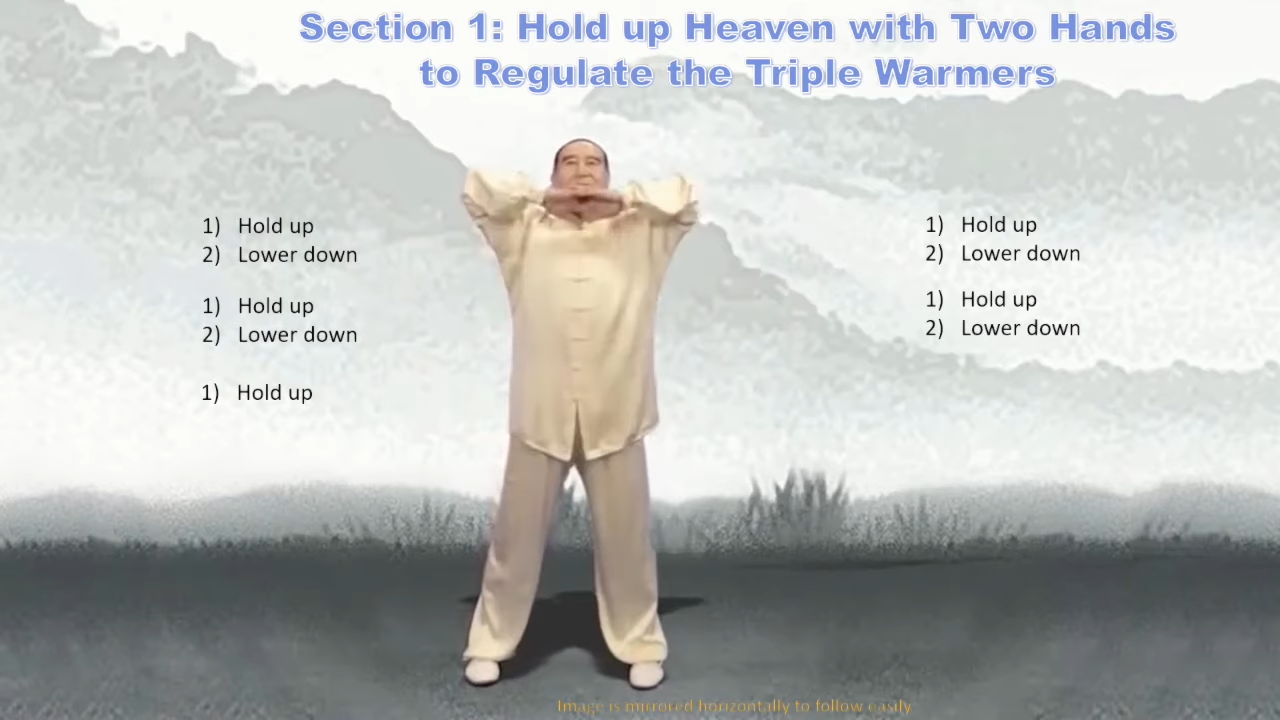 Section 1: Hold up Heaven with Two Hands
to Regulate the Triple Warmers
1) Hold up
2) Lower down
1) Hold up
2) Lower down
1) Hold up
1) Hold up
2) Lower down
1) Hold up
2) Lower down
Image is mirrored horizontally to follow easily